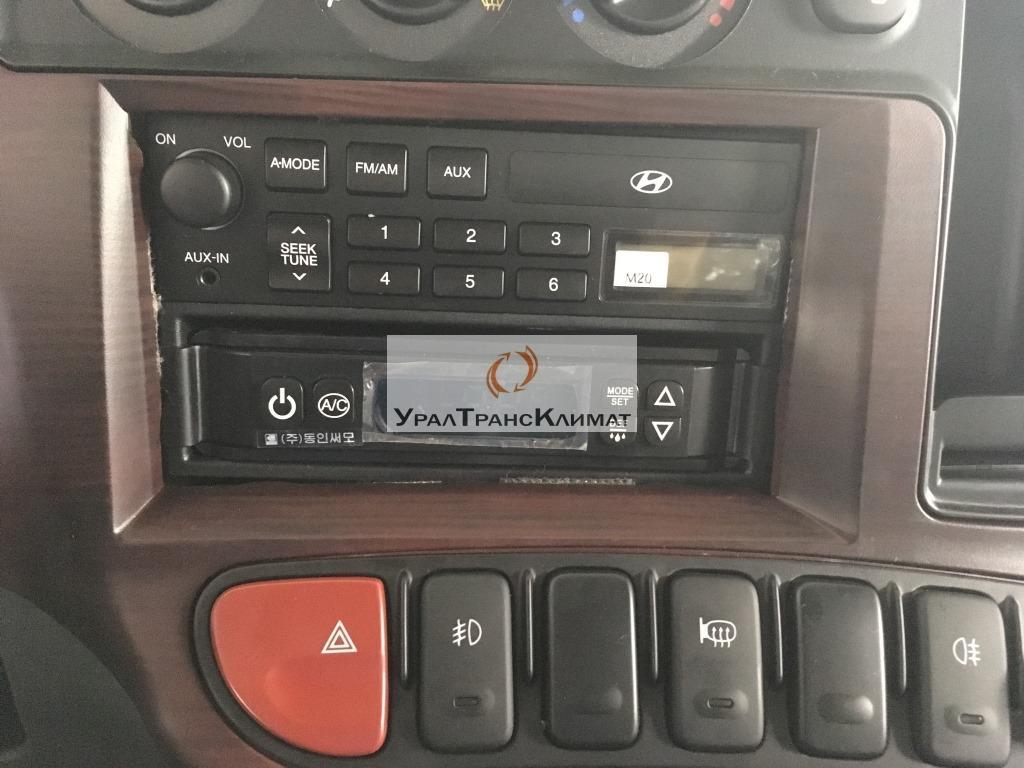 ON VOL A-MODE FM/AM AUX
AUX-IN SEEK TUNE 1 2 3
4 5 6 M20
A/C MODE SET
(주)동인써모
УралТрансКлимат